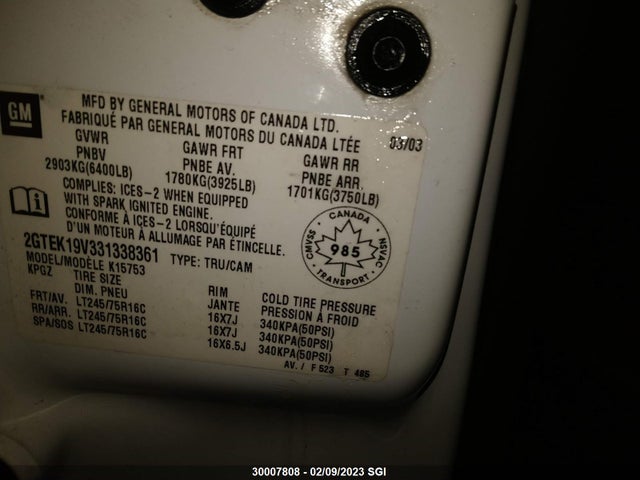 GM
MFD BY GENERAL MOTORS OF CANADA LTD.
FABRIQUÉ PAR GENERAL MOTORS DU CANADA LTÉE
03/03
GVWR GAWR FRT GAWR RR
PNBV PNBE AV. PNBE ARR.
2903KG(6400LB) 1780KG(3925LB) 1701KG(3750LB)
COMPLIES: ICES-2 WHEN EQUIPPED
WITH SPARK IGNITED ENGINE.
CONFORME À ICES-2 LORSQU'ÉQUIPÉ
D'UN MOTEUR À ALLUMAGE PAR ÉTINCELLE.
CANADA
CMVSS 985 NSVAC
TRANSPORT
2GTEK19V331338361
MODEL/MODÈLE K15753 TYPE: TRU/CAM
KPGZ TIRE SIZE RIM COLD TIRE PRESSURE
DIM. PNEU JANTE PRESSION À FROID
FRT/AV. LT245/75R16C 16X7J 340KPA(50PSI)
RR/ARR. LT245/75R16C 16X7J 340KPA(50PSI)
SPA/SOS LT245/75R16C 16X6.5J 340KPA(50PSI)
AV. / F 523 T 485
30007808 - 02/09/2023 SGI